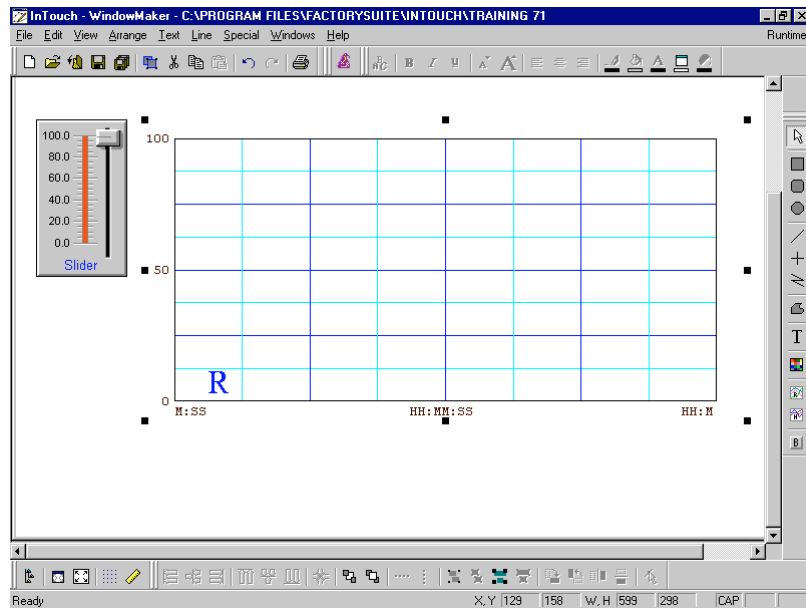 InTouch - WindowMaker - C:\PROGRAM FILES\FACTORYSUITE\INTOUCH\TRAINING 71
File Edit View Arrange Text Line Special Windows Help Runtime
B I U A A A
100.0
80.0
60.0
40.0
20.0
0.0
Slider
100
50
0
R
M:SS HH:MM:SS HH:M
T
B
Ready X, Y 129 158 W, H 599 298 CAP